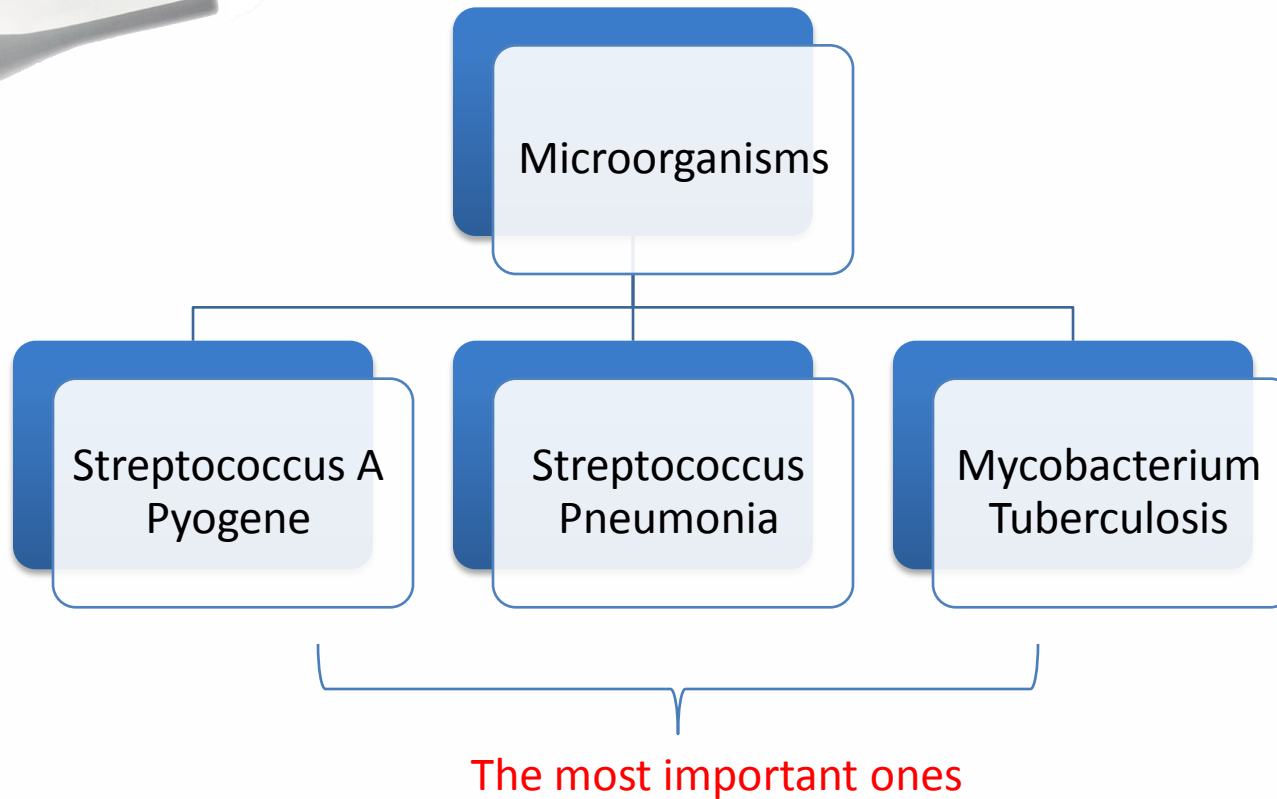 Microorganisms
Streptococcus A
Pyogene
Streptococcus
Pneumonia
Mycobacterium
Tuberculosis
The most important ones